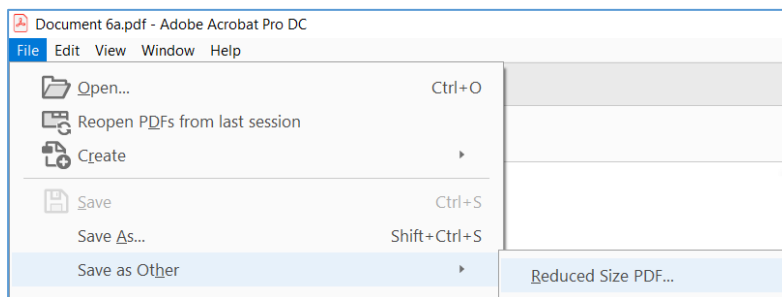 Document 6a.pdf - Adobe Acrobat Pro DC
File Edit View Window Help
Open... Ctrl+O
Reopen PDFs from last session
Create
Save Ctrl+S
Save As... Shift+Ctrl+S
Save as Other Reduced Size PDF...